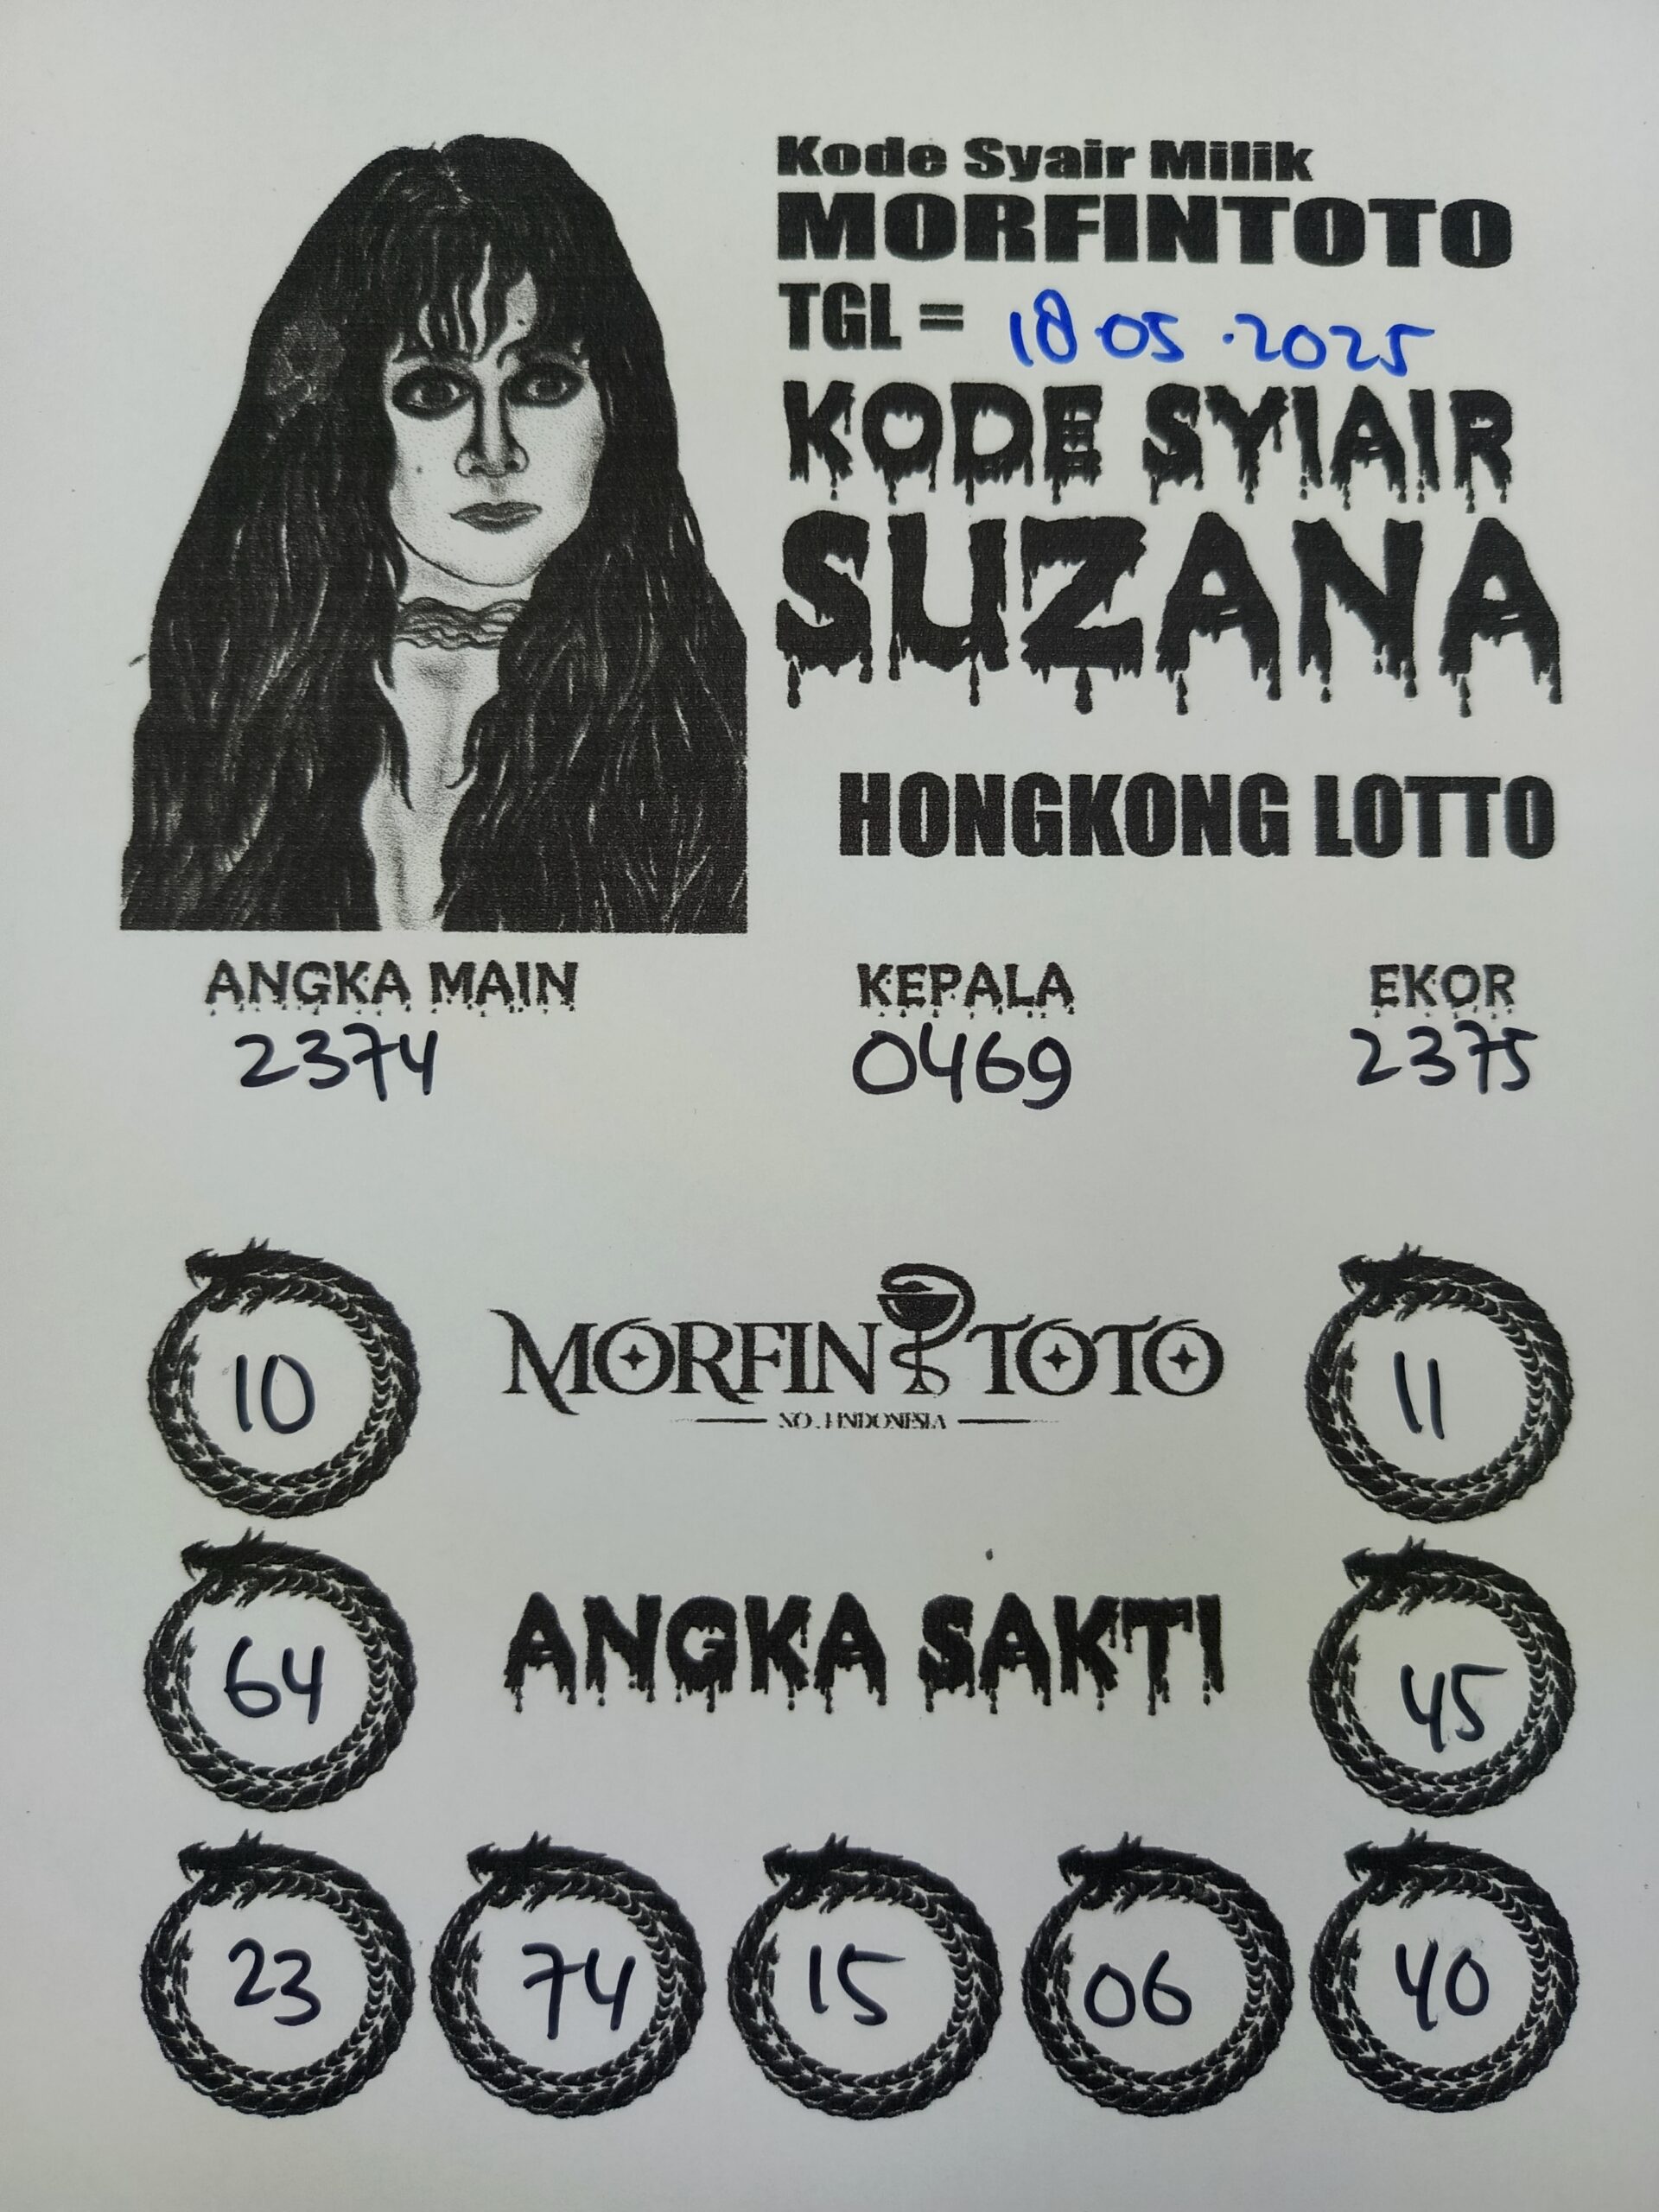 Kode Syair Milik
MORFINTOTO
TGL = 18.05.2025
KODE SYIAIR
SUZANA
HONGKONG LOTTO
ANGKA MAIN KEPALA EKOR
2374 0469 2375
10 MORFIN TOTO 11
NO.1 INDONESIA
64 ANGKA SAKTI 45
23 74 15 06 40